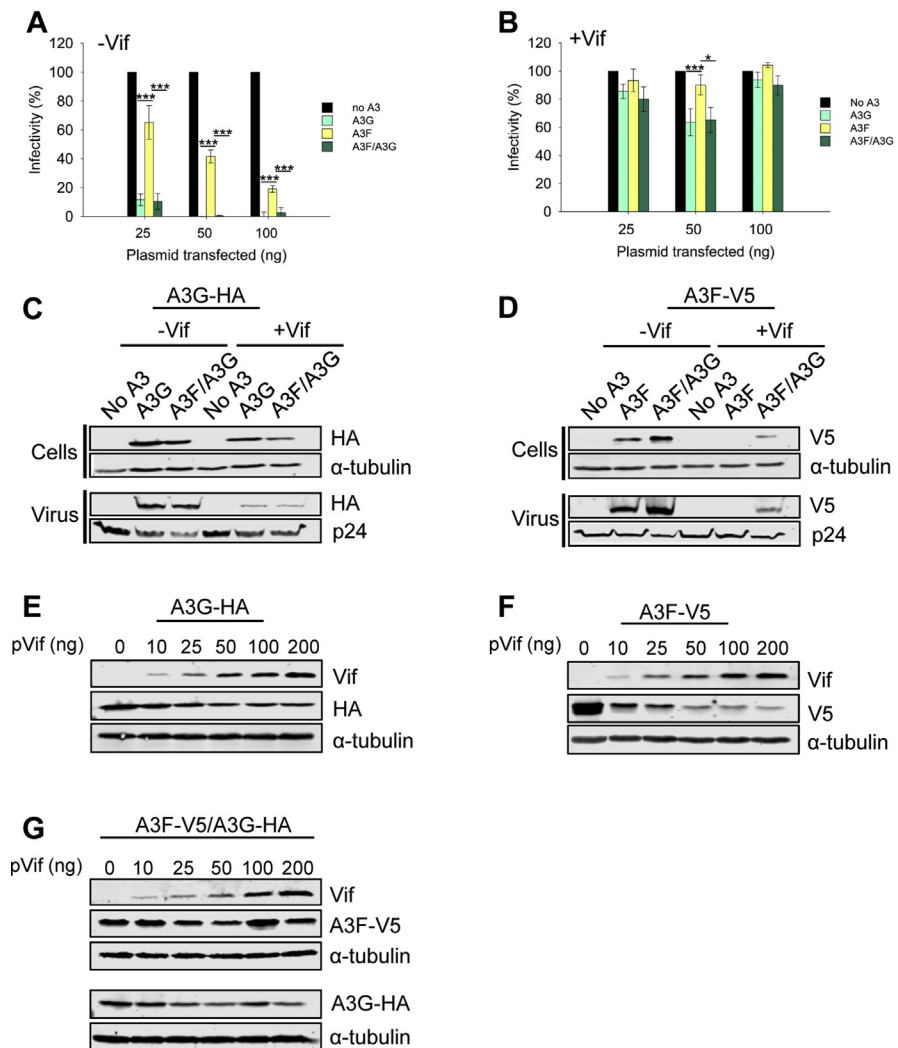 A
-Vif
120
100
80
60
40
20
0
Infectivity (%)
***
***
***
***
***
***
25
50
100
Plasmid transfected (ng)
no A3
A3G
A3F
A3F/A3G
B
+Vif
120
100
80
60
40
20
0
Infectivity (%)
***
*
25
50
100
Plasmid transfected (ng)
No A3
A3G
A3F
A3F/A3G
C
A3G-HA
-Vif
+Vif
No A3
A3G
A3F/A3G
No A3
A3G
A3F/A3G
Cells
HA
α-tubulin
Virus
HA
p24
D
A3F-V5
-Vif
+Vif
No A3
A3F
A3F/A3G
No A3
A3F
A3F/A3G
Cells
V5
α-tubulin
Virus
V5
p24
E
A3G-HA
pVif (ng) 0 10 25 50 100 200
Vif
HA
α-tubulin
F
A3F-V5
pVif (ng) 0 10 25 50 100 200
Vif
V5
α-tubulin
G
A3F-V5/A3G-HA
pVif (ng) 0 10 25 50 100 200
Vif
A3F-V5
α-tubulin
A3G-HA
α-tubulin